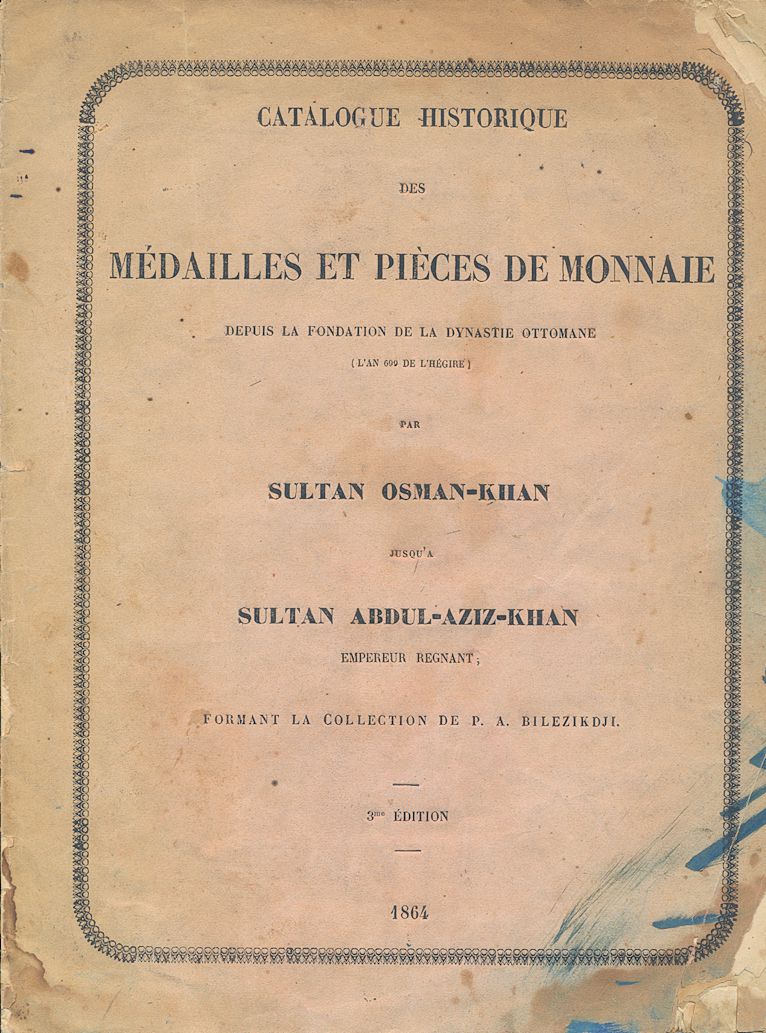 CATALOGUE HISTORIQUE
DES
MÉDAILLES ET PIÈCES DE MONNAIE
DEPUIS LA FONDATION DE LA DYNASTIE OTTOMANE
(L'AN 699 DE L'HÉGIRE)
PAR
SULTAN OSMAN-KHAN
JUSQU'A
SULTAN ABDUL-AZIZ-KHAN
EMPEREUR REGNANT;
FORMANT LA COLLECTION DE P. A. BILEZIKDJI.
3me ÉDITION
1864